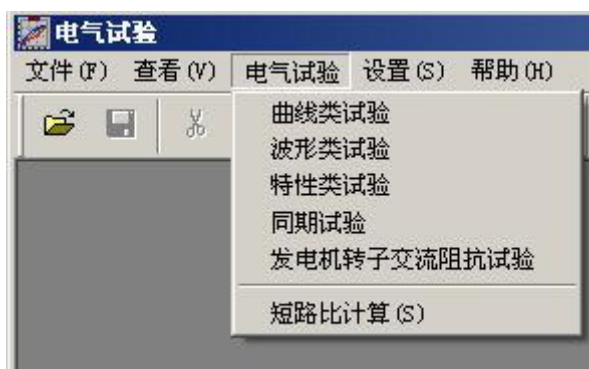 电气试验
文件(F) 查看(V) 电气试验 设置(S) 帮助(H)
曲线类试验
波形类试验
特性类试验
同期试验
发电机转子交流阻抗试验
短路比计算(S)